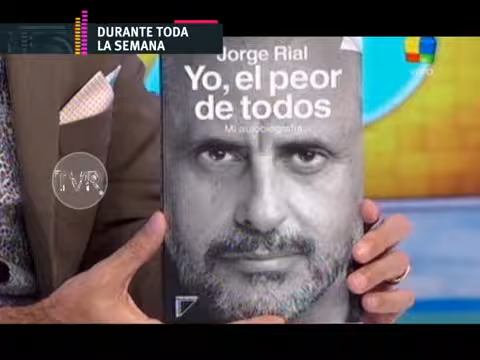 DURANTE TODA
LA SEMANA
Jorge Rial
Yo, el peor
de todos
Mi autobiografía
TVR